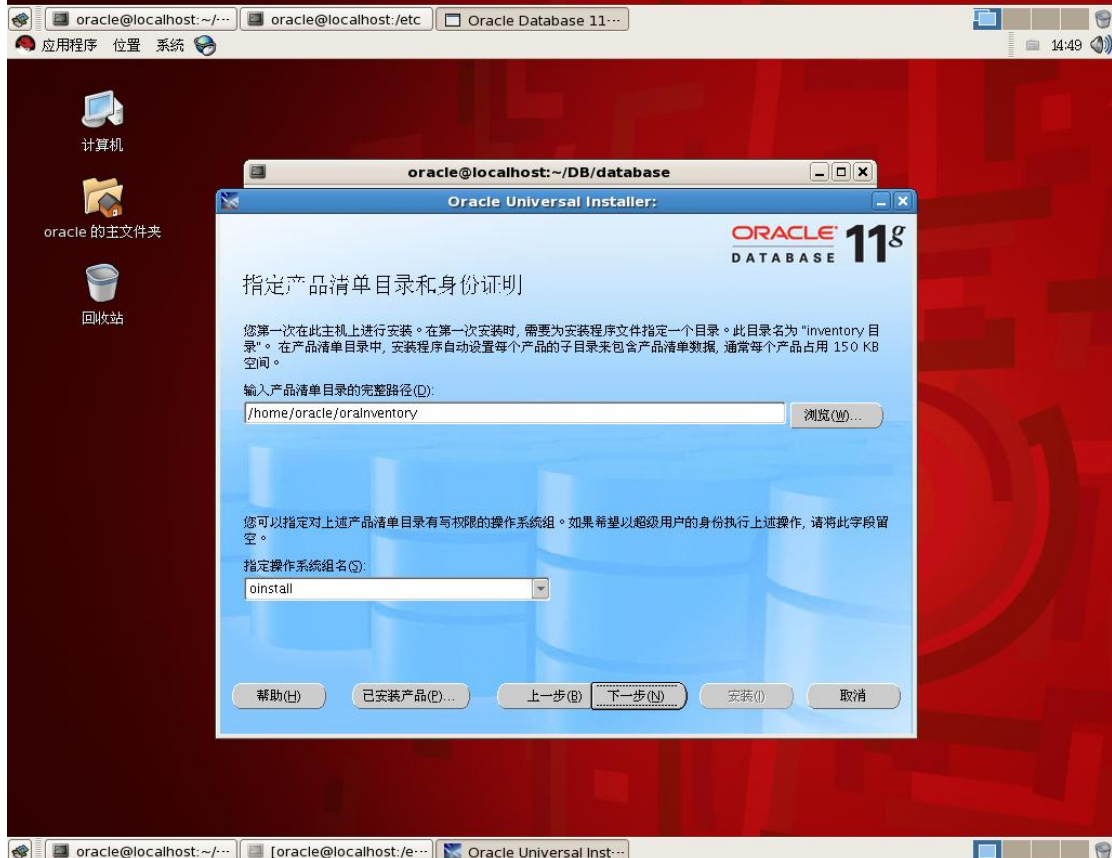 oracle@localhost:~/··· oracle@localhost:/etc Oracle Database 11···
应用程序 位置 系统 14:49
计算机
oracle 的主文件夹
回收站
oracle@localhost:~/DB/database
Oracle Universal Installer:
ORACLE 11g
DATABASE
指定产品清单目录和身份证明
您第一次在此主机上进行安装。在第一次安装时, 需要为安装程序文件指定一个目录。此目录名为 "inventory 目
录"。在产品清单目录中, 安装程序自动设置每个产品的子目录来包含产品清单数据, 通常每个产品占用 150 KB
空间。
输入产品清单目录的完整路径(D):
/home/oracle/oraInventory 浏览(W)...
您可以指定对上述产品清单目录有写权限的操作系统组。如果希望以超级用户的身份执行上述操作, 请将此字段留
空。
指定操作系统组名(S):
oinstall
帮助(H) 已安装产品(P)... 上一步(B) 下一步(N) 安装(I) 取消
oracle@localhost:~/··· [oracle@localhost:/e··· Oracle Universal Inst···